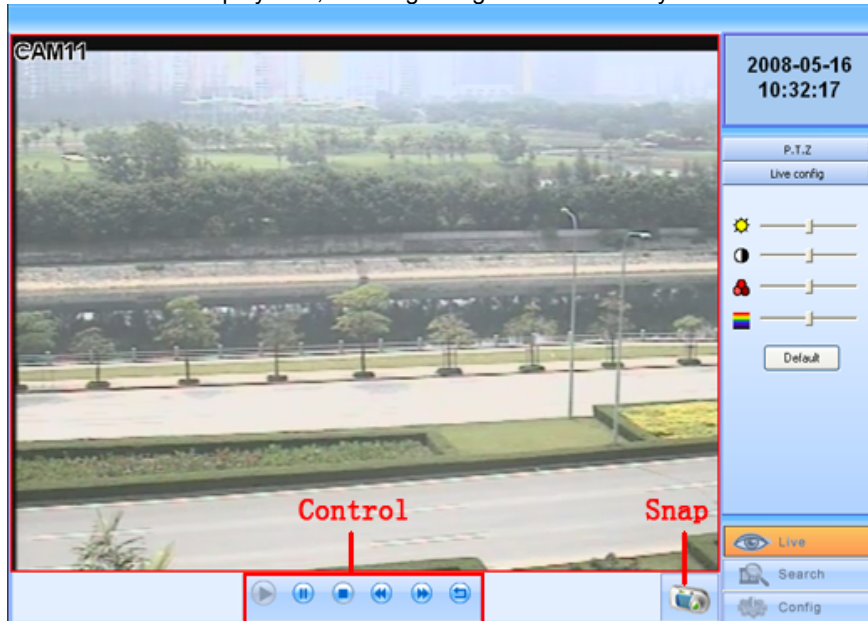 CAM11
2008-05-16
10:32:17
P.T.Z
Live config
Default
Control
Snap
Live
Search
Config